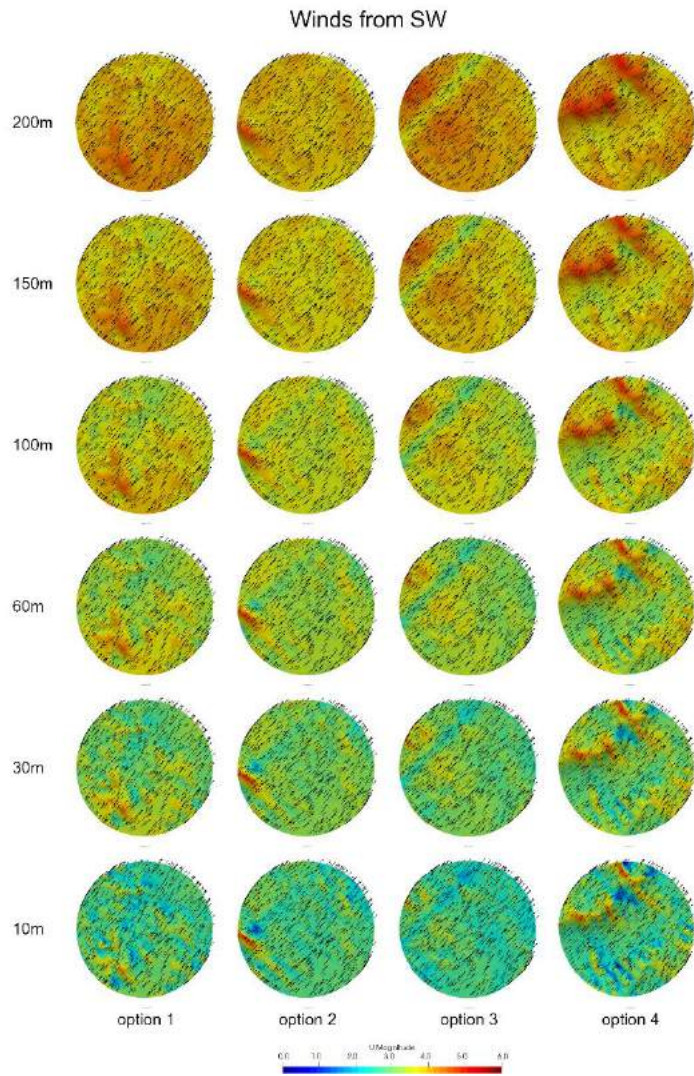 Winds from SW
200m
150m
100m
60m
30m
10m
option 1 option 2 option 3 option 4
U Magnitude
0.0 1.0 2.0 3.0 4.0 5.0 6.0